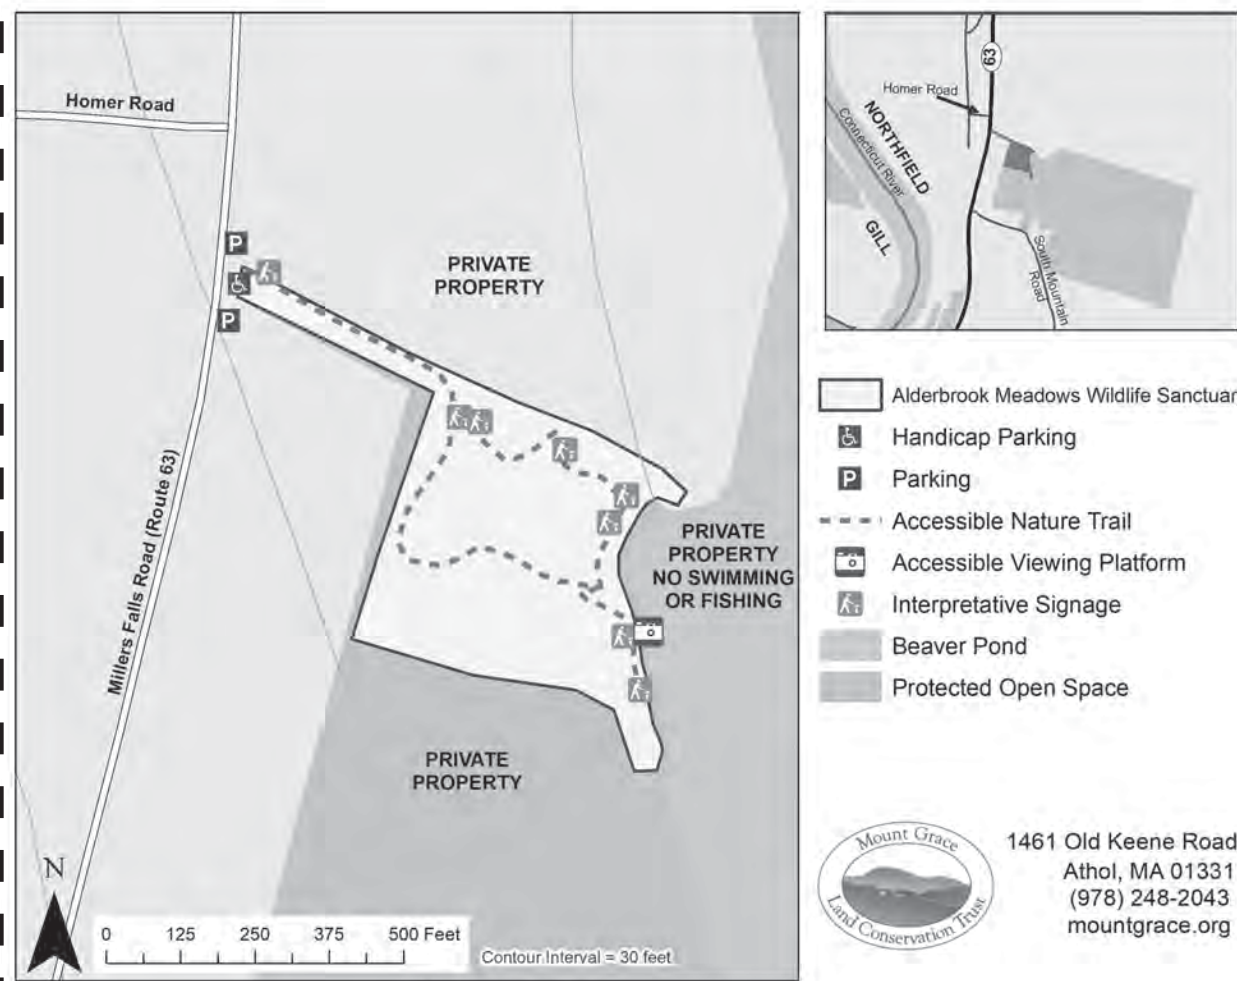 Homer Road
P
P
PRIVATE
PROPERTY
Millers Falls Road (Route 63)
PRIVATE
PROPERTY
NO SWIMMING
OR FISHING
PRIVATE
PROPERTY
N
0 125 250 375 500 Feet
Contour Interval = 30 feet
63
Homer Road
NORTHFIELD
Connecticut River
GILL
South Mountain
Road
Alderbrook Meadows Wildlife Sanctuar
Handicap Parking
P
Parking
Accessible Nature Trail
Accessible Viewing Platform
Interpretative Signage
Beaver Pond
Protected Open Space
Mount Grace
Land Conservation Trust
1461 Old Keene Road
Athol, MA 01331
(978) 248-2043
mountgrace.org